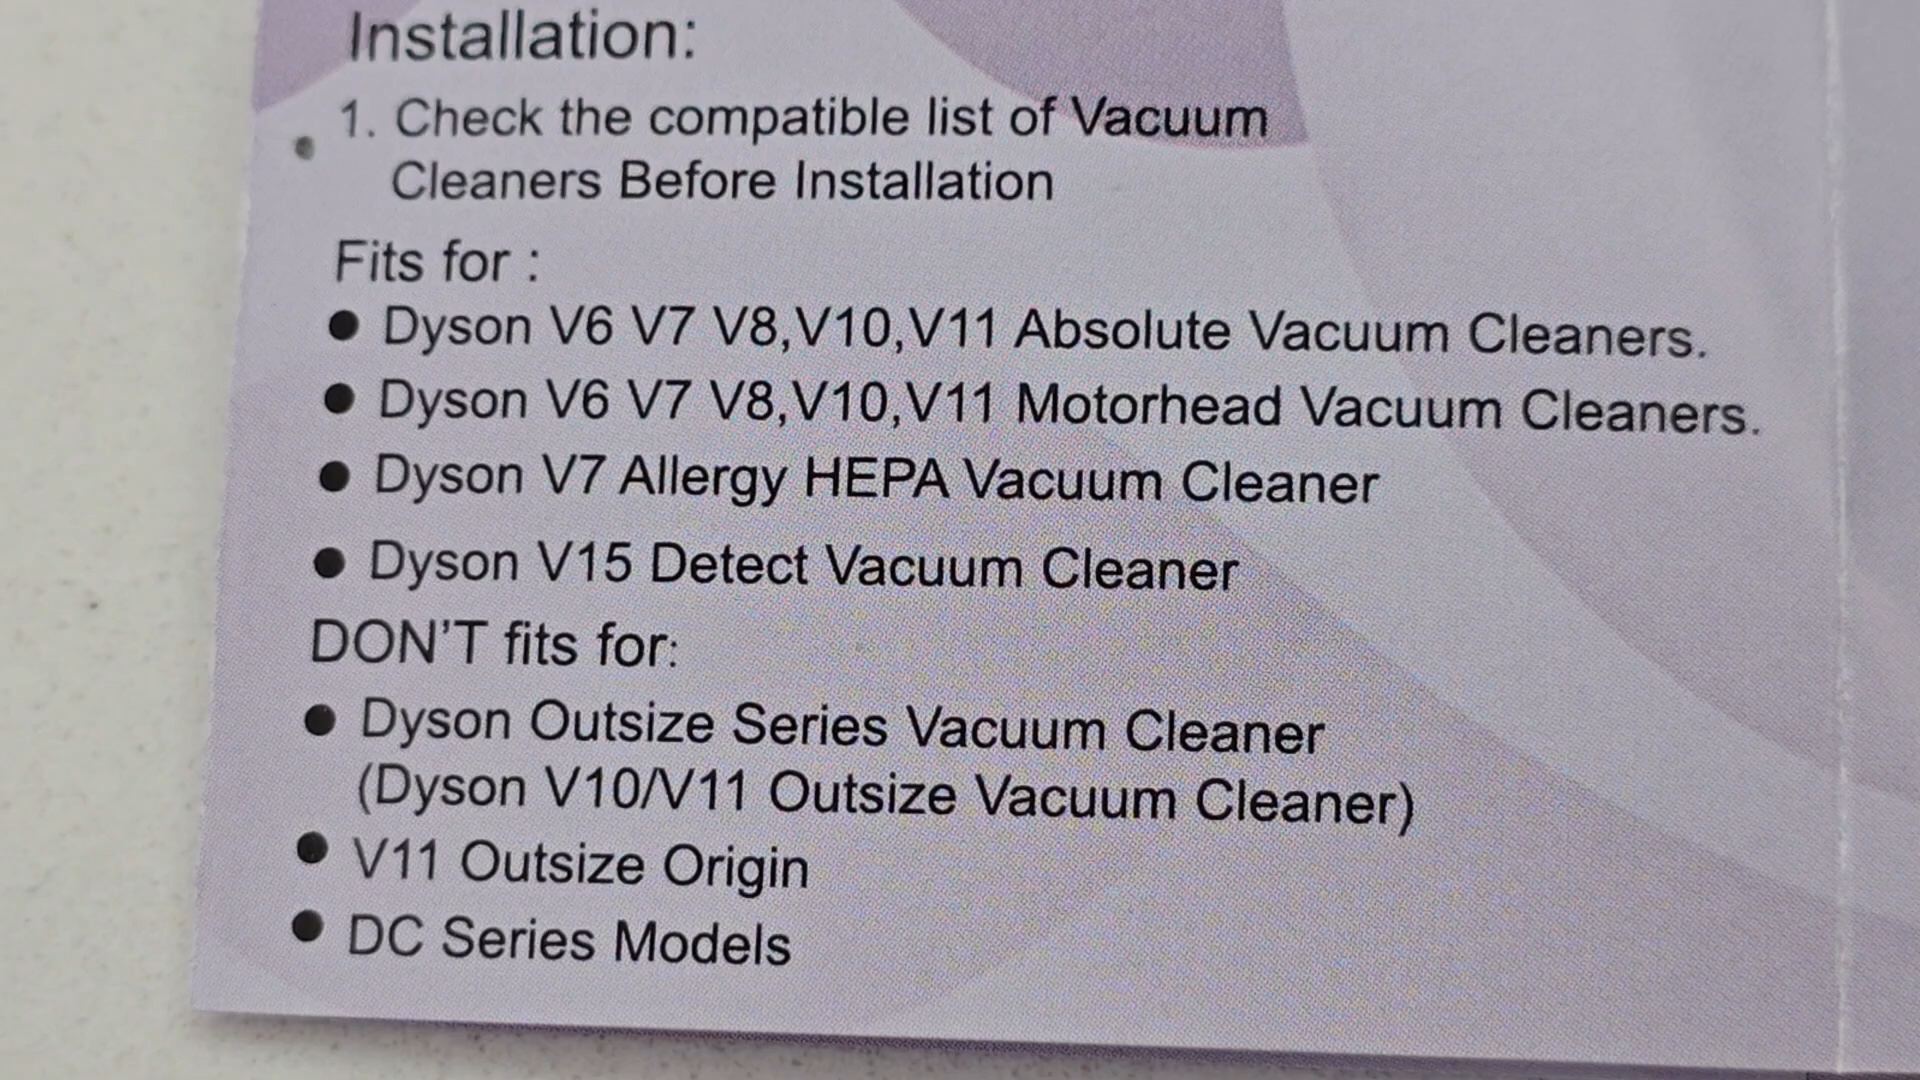 Installation:
1. Check the compatible list of Vacuum
Cleaners Before Installation
Fits for :
● Dyson V6 V7 V8,V10,V11 Absolute Vacuum Cleaners.
● Dyson V6 V7 V8,V10,V11 Motorhead Vacuum Cleaners.
● Dyson V7 Allergy HEPA Vacuum Cleaner
● Dyson V15 Detect Vacuum Cleaner
DON'T fits for:
● Dyson Outsize Series Vacuum Cleaner
(Dyson V10/V11 Outsize Vacuum Cleaner)
● V11 Outsize Origin
● DC Series Models